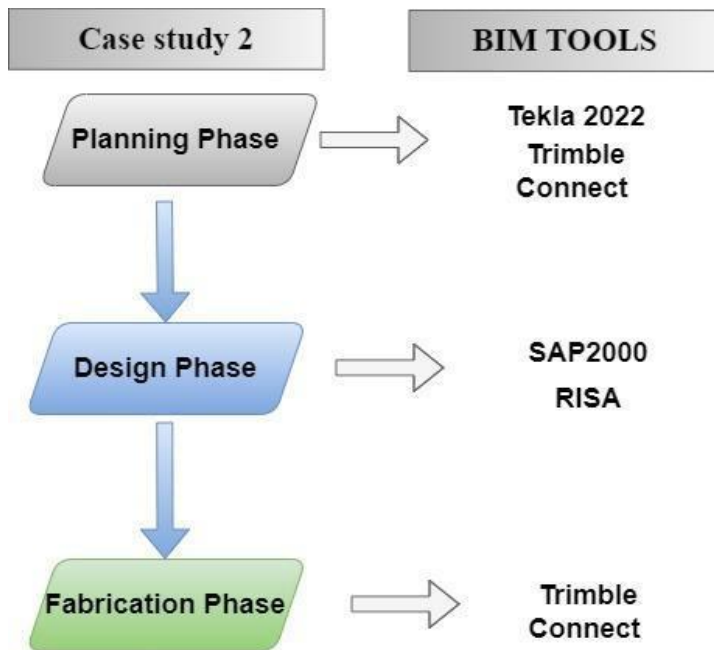 Case study 2
BIM TOOLS
Planning Phase
Tekla 2022
Trimble
Connect
Design Phase
SAP2000
RISA
Fabrication Phase
Trimble
Connect